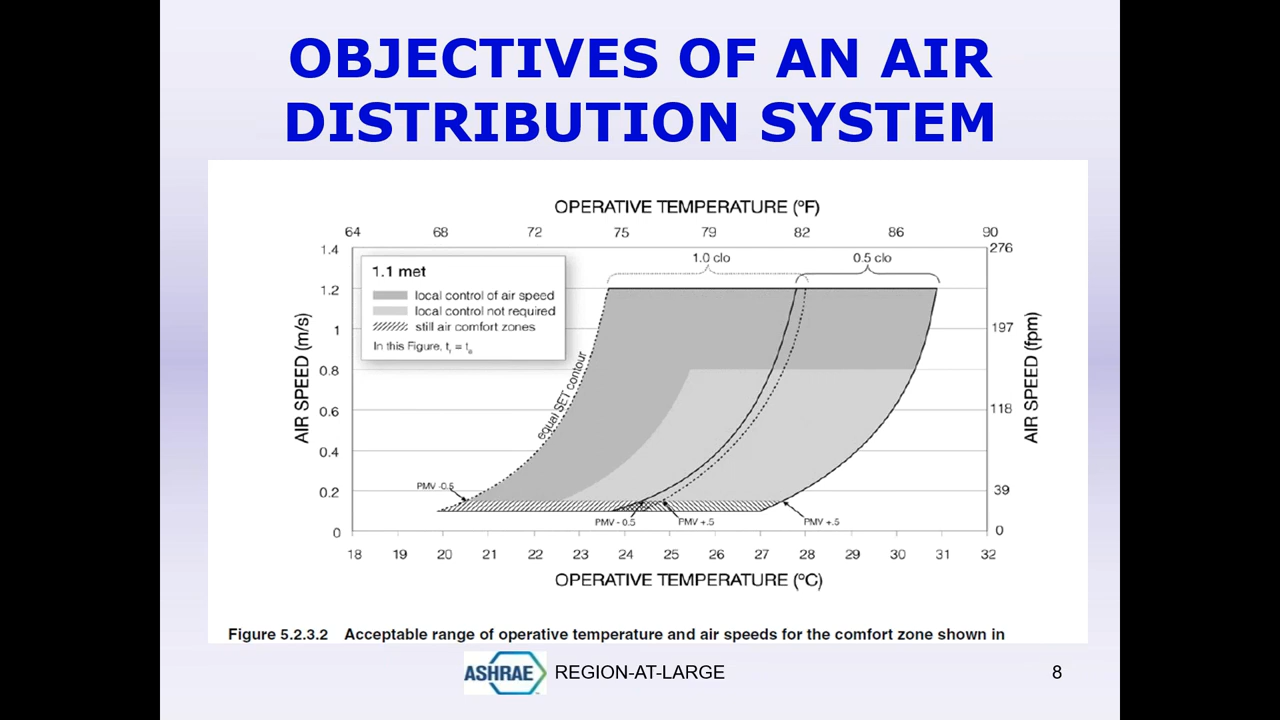 OBJECTIVES OF AN AIR
DISTRIBUTION SYSTEM
OPERATIVE TEMPERATURE (°F)
64 68 72 75 79 82 86 90
1.0 clo 0.5 clo
1.1 met
local control of air speed
local control not required
still air comfort zones
In this Figure, tr = ta
AIR SPEED (m/s)
1.4
1.2
1
0.8
0.6
0.4
0.2
0
equal SET contour
PMV -0.5
PMV - 0.5
PMV +.5
PMV +.5
276
197
118
39
0
AIR SPEED (fpm)
18 19 20 21 22 23 24 25 26 27 28 29 30 31 32
OPERATIVE TEMPERATURE (°C)
Figure 5.2.3.2 Acceptable range of operative temperature and air speeds for the comfort zone shown in
ASHRAE REGION-AT-LARGE
8